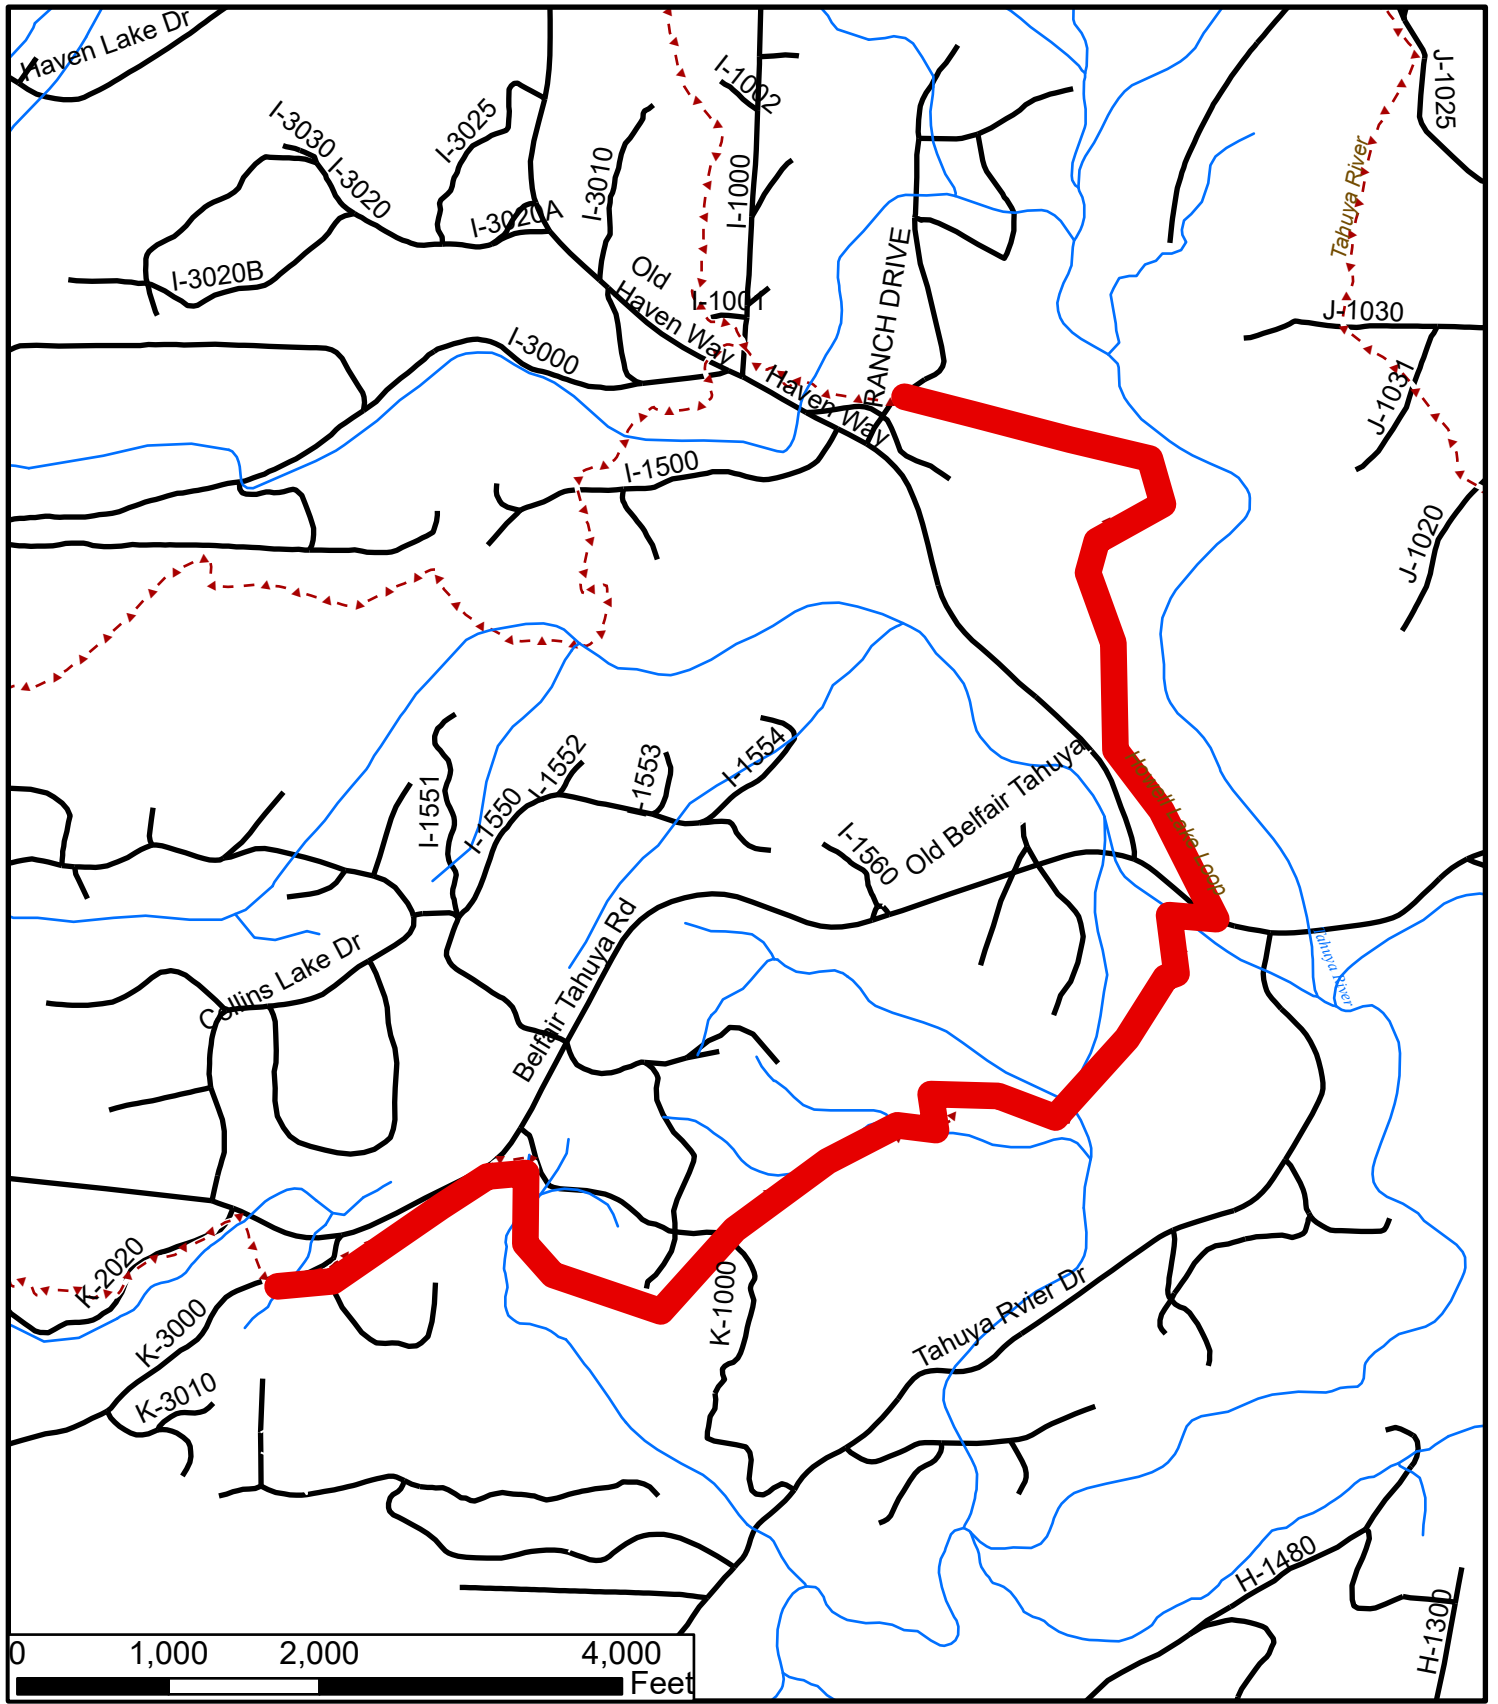 Haven Lake Dr
I-1002
J-1025
I-3030
I-3025
I-3020
I-3010
I-1000
Tahuya River
I-3020A
I-3020B
Old
Haven Way
I-1001
RANCH DRIVE
J-1030
I-3000
Haven Way
J-1031
I-1500
J-1020
I-1551
I-1550
I-1552
I-1553
I-1554
Old Belfair Tahuya
I-1560
Howell Lake Loop
Collins Lake Dr
Belfair Tahuya Rd
Tahuya River
K-2020
K-3000
K-1000
Tahuya Rvier Dr
K-3010
H-1480
H-1300
0 1,000 2,000 4,000
Feet